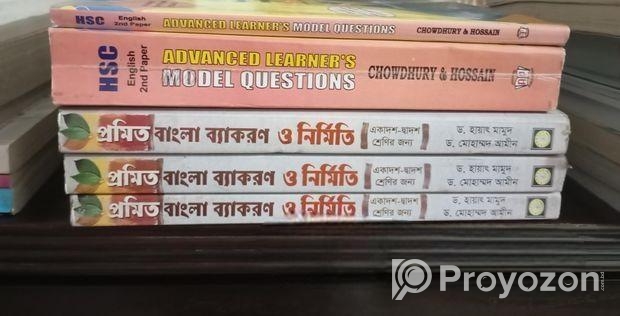 HSC English 2nd Paper ADVANCED LEARNER'S MODEL QUESTIONS CHOWDHURY & HOSSAIN
HSC English 2nd Paper ADVANCED LEARNER'S MODEL QUESTIONS CHOWDHURY & HOSSAIN
প্রমিত বাংলা ব্যাকরণ ও নির্মিতি একাদশ-দ্বাদশ শ্রেণির জন্য ড. হায়াৎ মামুদ ড. মোহাম্মদ আমীন
প্রমিত বাংলা ব্যাকরণ ও নির্মিতি একাদশ-দ্বাদশ শ্রেণির জন্য ড. হায়াৎ মামুদ ড. মোহাম্মদ আমীন
প্রমিত বাংলা ব্যাকরণ ও নির্মিতি একাদশ-দ্বাদশ শ্রেণির জন্য ড. হায়াৎ মামুদ ড. মোহাম্মদ আমীন
Proyozon